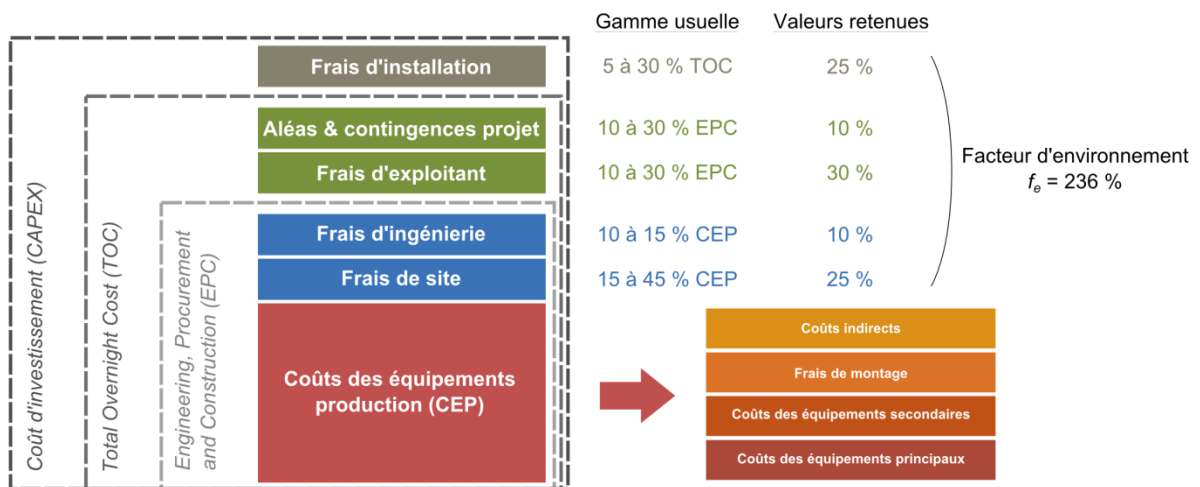 Gamme usuelle
Valeurs retenues
Frais d'installation
5 à 30 % TOC
25 %
Aléas & contingences projet
10 à 30 % EPC
10 %
Frais d'exploitant
10 à 30 % EPC
30 %
Facteur d'environnement
fe = 236 %
Frais d'ingénierie
10 à 15 % CEP
10 %
Frais de site
15 à 45 % CEP
25 %
Coûts des équipements
production (CEP)
Coût d'investissement (CAPEX)
Total Overnight Cost (TOC)
Engineering, Procurement
and Construction (EPC)
Coûts indirects
Frais de montage
Coûts des équipements secondaires
Coûts des équipements principaux